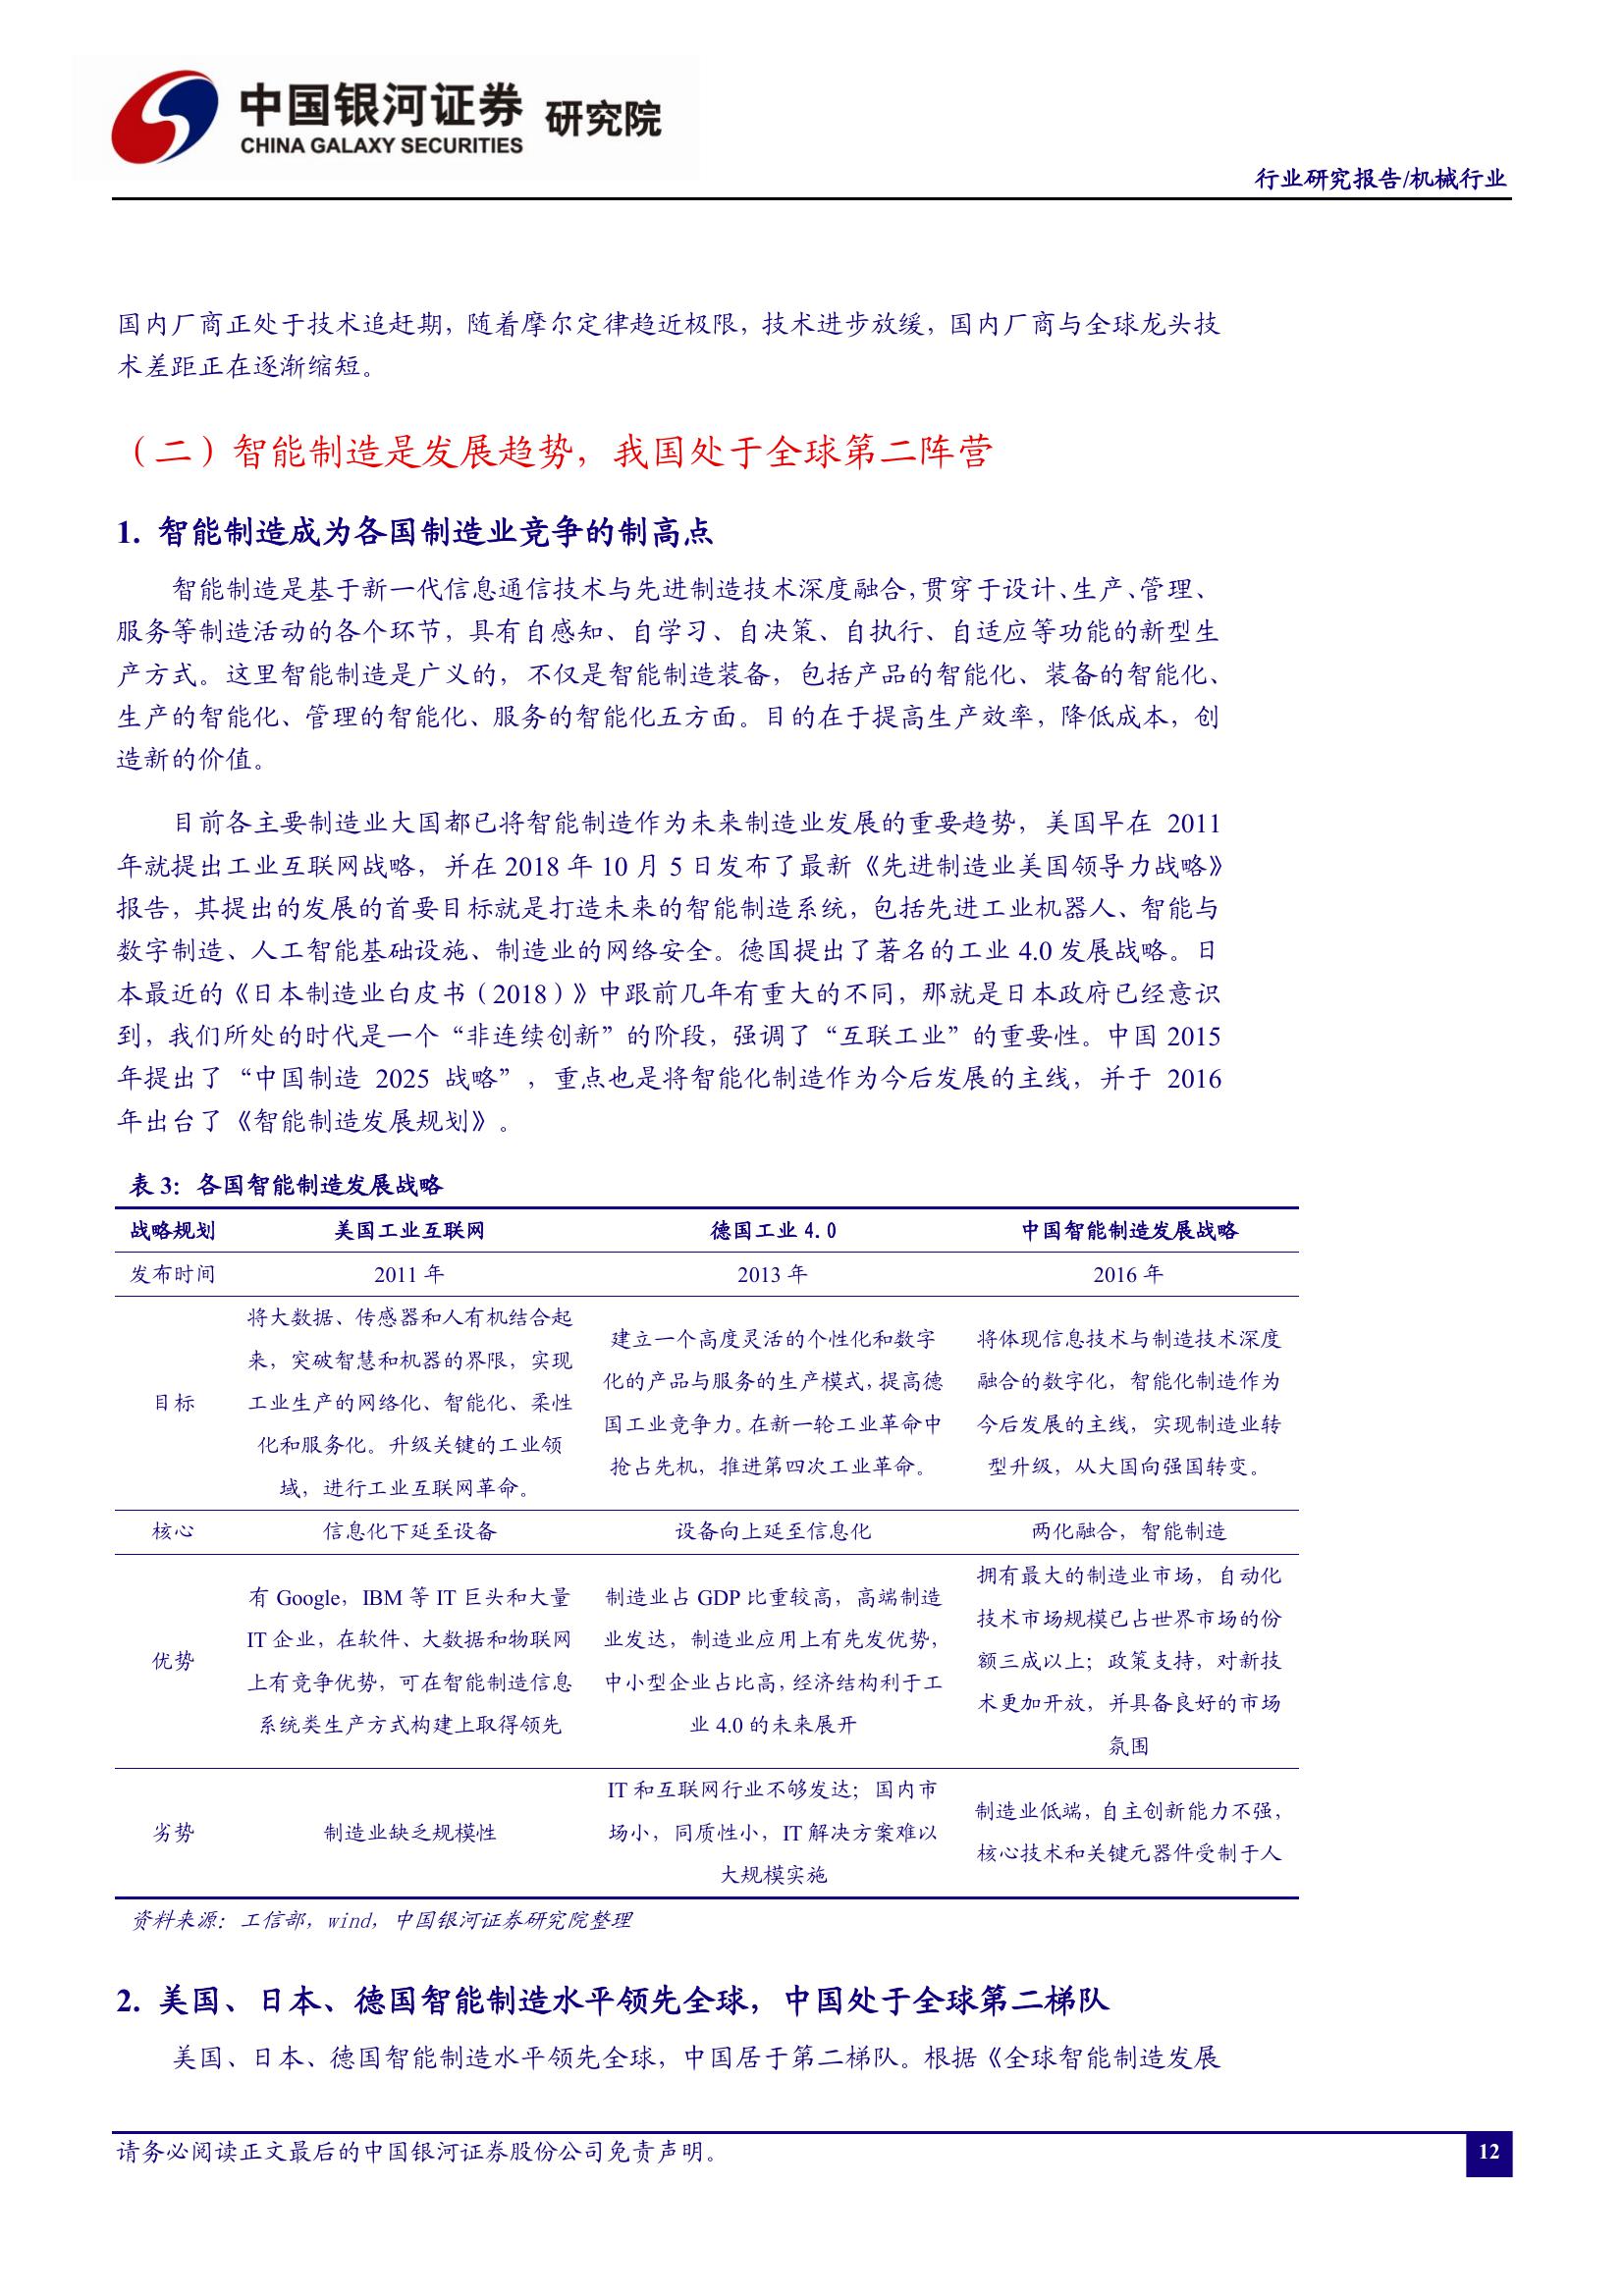 中国银河证券 研究院
CHINA GALAXY SECURITIES
行业研究报告/机械行业
国内厂商正处于技术追赶期，随着摩尔定律趋近极限，技术进步放缓，国内厂商与全球龙头技
术差距正在逐渐缩短。
（二）智能制造是发展趋势，我国处于全球第二阵营
1. 智能制造成为各国制造业竞争的制高点
智能制造是基于新一代信息通信技术与先进制造技术深度融合，贯穿于设计、生产、管理、
服务等制造活动的各个环节，具有自感知、自学习、自决策、自执行、自适应等功能的新型生
产方式。这里智能制造是广义的，不仅是智能制造装备，包括产品的智能化、装备的智能化、
生产的智能化、管理的智能化、服务的智能化五方面。目的在于提高生产效率，降低成本，创
造新的价值。
目前各主要制造业大国都已将智能制造作为未来制造业发展的重要趋势，美国早在 2011
年就提出工业互联网战略，并在 2018 年 10 月 5 日发布了最新《先进制造业美国领导力战略》
报告，其提出的发展的首要目标就是打造未来的智能制造系统，包括先进工业机器人、智能与
数字制造、人工智能基础设施、制造业的网络安全。德国提出了著名的工业 4.0 发展战略。日
本最近的《日本制造业白皮书（2018）》中跟前几年有重大的不同，那就是日本政府已经意识
到，我们所处的时代是一个“非连续创新”的阶段，强调了“互联工业”的重要性。中国 2015
年提出了“中国制造 2025 战略”，重点也是将智能化制造作为今后发展的主线，并于 2016
年出台了《智能制造发展规划》。
表 3：各国智能制造发展战略
战略规划 美国工业互联网 德国工业 4.0 中国智能制造发展战略
发布时间 2011 年 2013 年 2016 年
目标
将大数据、传感器和人有机结合起
来，突破智慧和机器的界限，实现
工业生产的网络化、智能化、柔性
化和服务化。升级关键的工业领
域，进行工业互联网革命。
建立一个高度灵活的个性化和数字
化的产品与服务的生产模式，提高德
国工业竞争力。在新一轮工业革命中
抢占先机，推进第四次工业革命。
将体现信息技术与制造技术深度
融合的数字化，智能化制造作为
今后发展的主线，实现制造业转
型升级，从大国向强国转变。
核心 信息化下延至设备 设备向上延至信息化 两化融合，智能制造
优势
有 Google，IBM 等 IT 巨头和大量
IT 企业，在软件、大数据和物联网
上有竞争优势，可在智能制造信息
系统类生产方式构建上取得领先
制造业占 GDP 比重较高，高端制造
业发达，制造业应用上有先发优势，
中小型企业占比高，经济结构利于工
业 4.0 的未来展开
拥有最大的制造业市场，自动化
技术市场规模已占世界市场的份
额三成以上；政策支持，对新技
术更加开放，并具备良好的市场
氛围
劣势
制造业缺乏规模性
IT 和互联网行业不够发达；国内市
场小，同质性小，IT 解决方案难以
大规模实施
制造业低端，自主创新能力不强，
核心技术和关键元器件受制于人
资料来源：工信部，wind，中国银河证券研究院整理
2. 美国、日本、德国智能制造水平领先全球，中国处于全球第二梯队
美国、日本、德国智能制造水平领先全球，中国居于第二梯队。根据《全球智能制造发展
请务必阅读正文最后的中国银河证券股份公司免责声明。
12